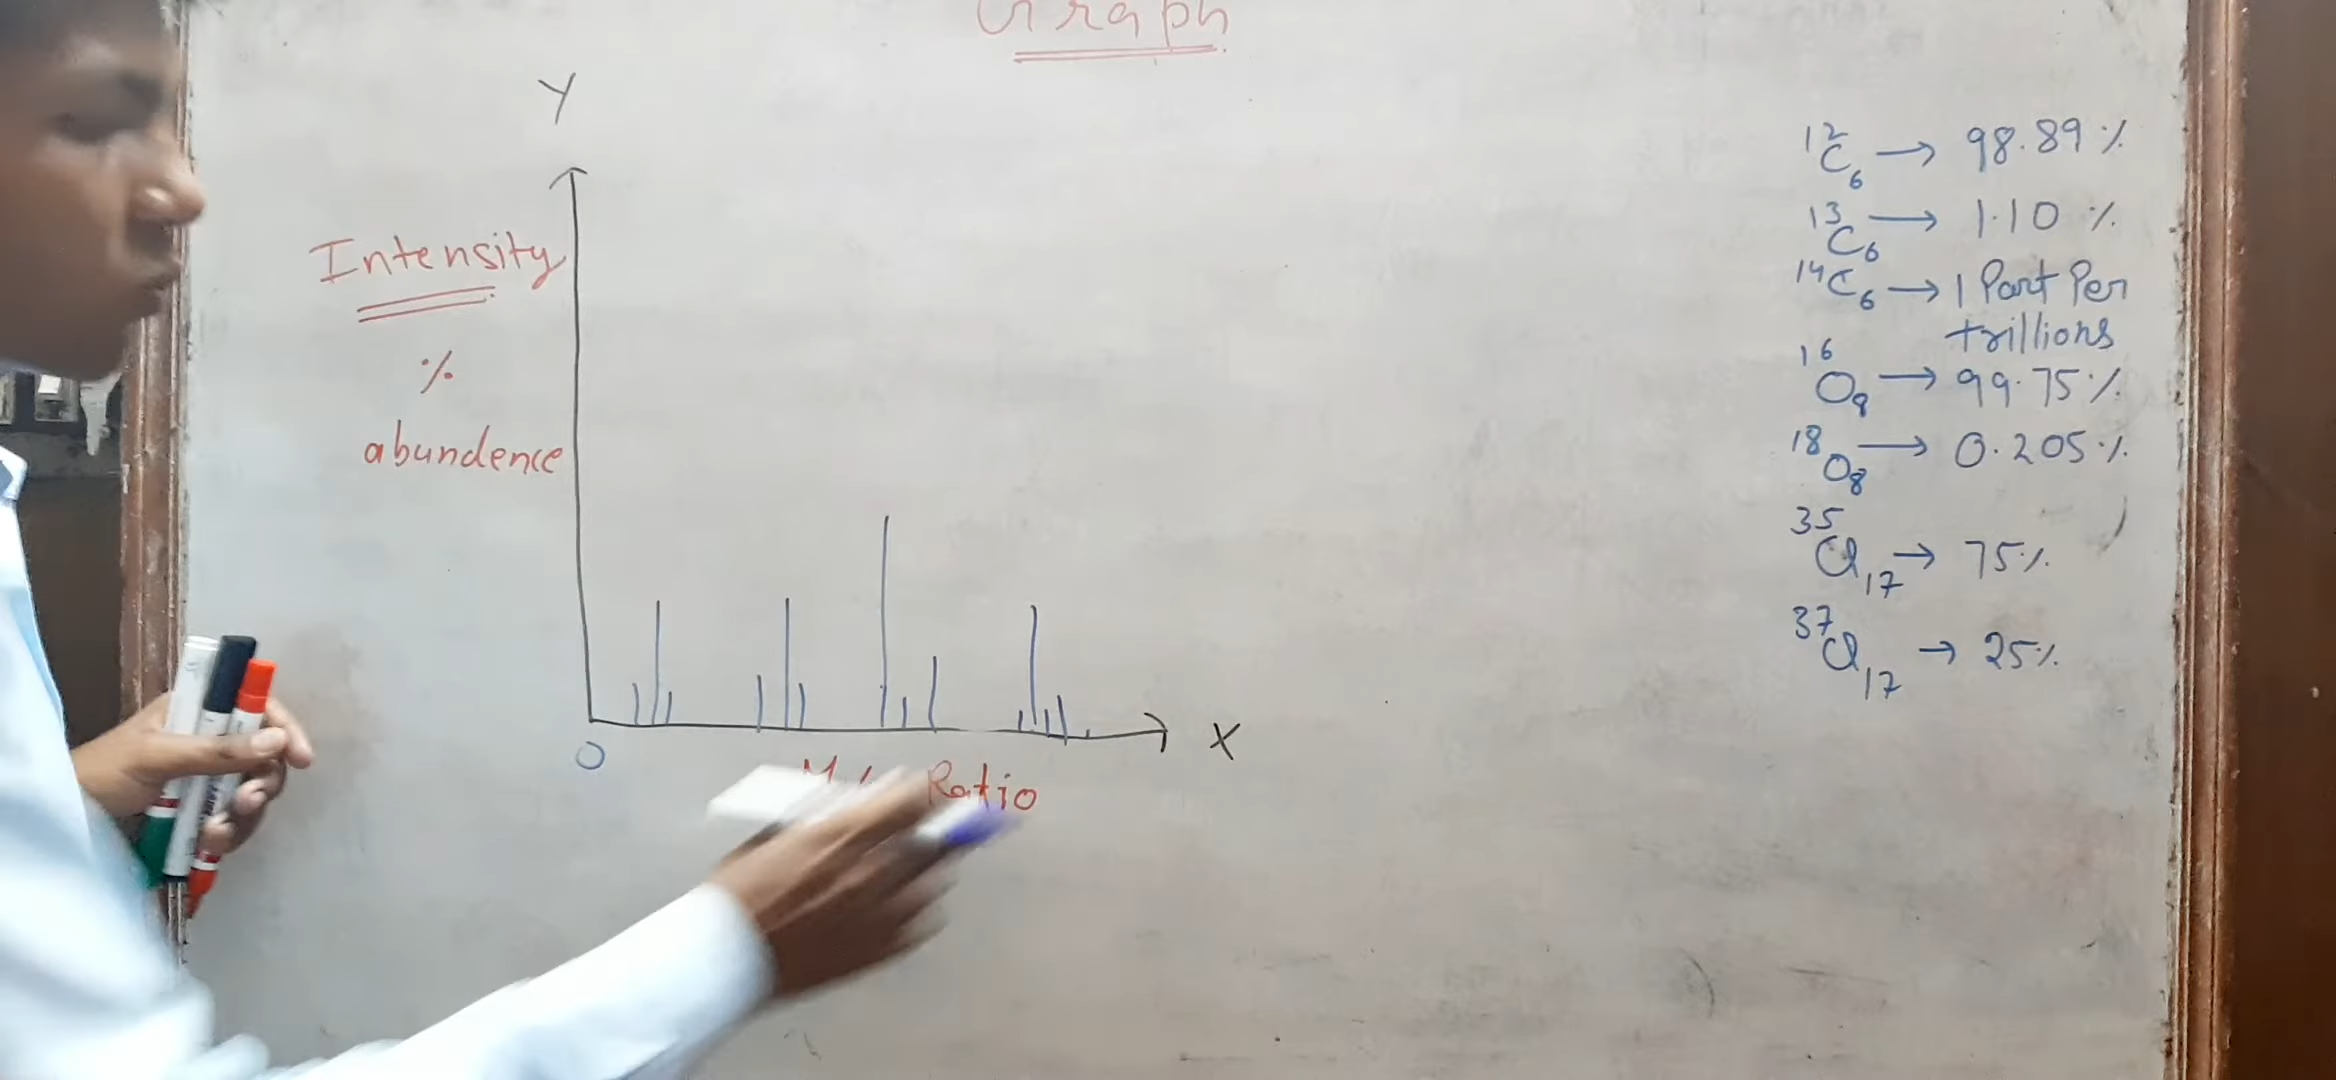 Graph
Y
Intensity
%
abundence
O
X
Ratio
¹²C₆ → 98.89 %
¹³C₆ → 1.10 %
¹⁴C₆ → 1 Part Per
trillions
¹⁶O₈ → 99.75 %
¹⁸O₈ → 0.205 %
³⁵Cl₁₇ → 75 %
³⁷Cl₁₇ → 25 %